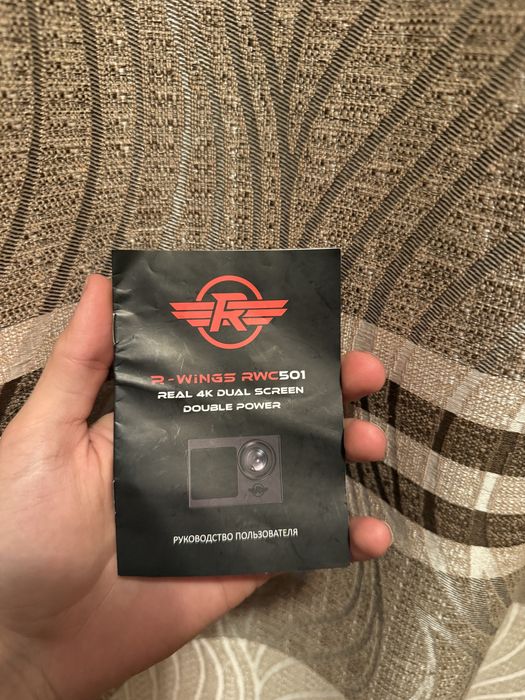 R-WiNGS RWC501
REAL 4K DUAL SCREEN
DOUBLE POWER
РУКОВОДСТВО ПОЛЬЗОВАТЕЛЯ